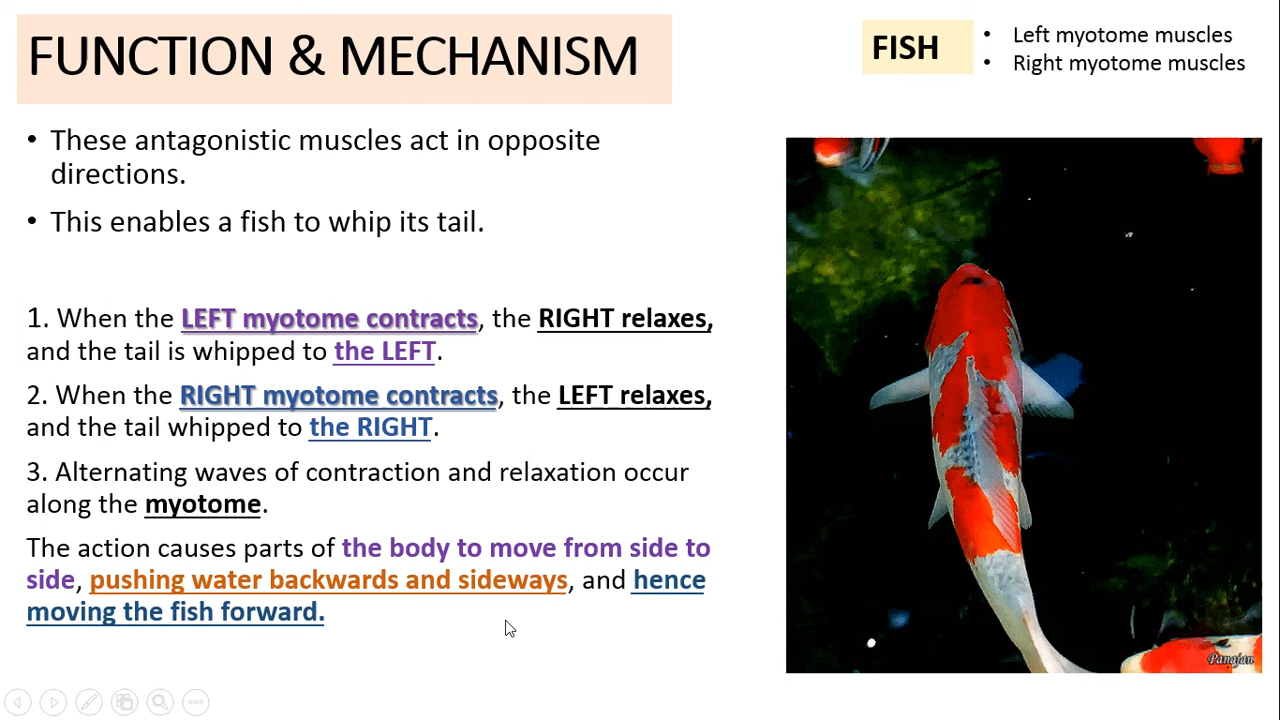 FUNCTION & MECHANISM
FISH
• Left myotome muscles
• Right myotome muscles
• These antagonistic muscles act in opposite
directions.
• This enables a fish to whip its tail.
1. When the LEFT myotome contracts, the RIGHT relaxes,
and the tail is whipped to the LEFT.
2. When the RIGHT myotome contracts, the LEFT relaxes,
and the tail whipped to the RIGHT.
3. Alternating waves of contraction and relaxation occur
along the myotome.
The action causes parts of the body to move from side to
side, pushing water backwards and sideways, and hence
moving the fish forward.
Panajan